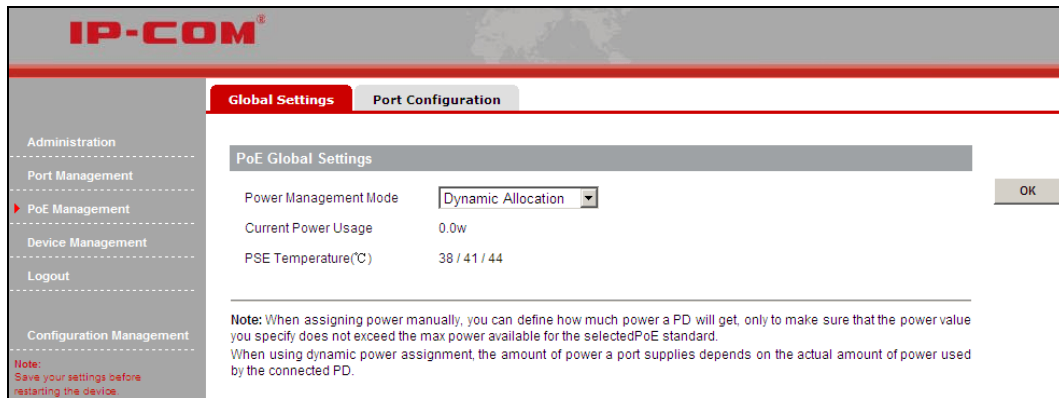 IP-COM®
Global Settings
Port Configuration
Administration
Port Management
PoE Management
Device Management
Logout
Configuration Management
Note:
Save your settings before
restarting the device.
PoE Global Settings
Power Management Mode
Dynamic Allocation
Current Power Usage
0.0w
PSE Temperature(℃)
38 / 41 / 44
OK
Note: When assigning power manually, you can define how much power a PD will get, only to make sure that the power value
you specify does not exceed the max power available for the selectedPoE standard.
When using dynamic power assignment, the amount of power a port supplies depends on the actual amount of power used
by the connected PD.